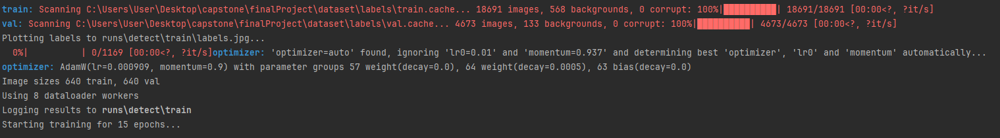 train: Scanning C:\Users\User\Desktop\capstone\finalProject\dataset\labels\train.cache... 18691 images, 568 backgrounds, 0 corrupt: 100%|██████████| 18691/18691 [00:00<?, ?it/s]
val: Scanning C:\Users\User\Desktop\capstone\finalProject\dataset\labels\val.cache... 4673 images, 133 backgrounds, 0 corrupt: 100%|██████████| 4673/4673 [00:00<?, ?it/s]
Plotting labels to runs\detect\train\labels.jpg...
  0%|          | 0/1169 [00:00<?, ?it/s]optimizer: 'optimizer=auto' found, ignoring 'lr0=0.01' and 'momentum=0.937' and determining best 'optimizer', 'lr0' and 'momentum' automatically...
optimizer: AdamW(lr=0.000909, momentum=0.9) with parameter groups 57 weight(decay=0.0), 64 weight(decay=0.0005), 63 bias(decay=0.0)
Image sizes 640 train, 640 val
Using 8 dataloader workers
Logging results to runs\detect\train
Starting training for 15 epochs...